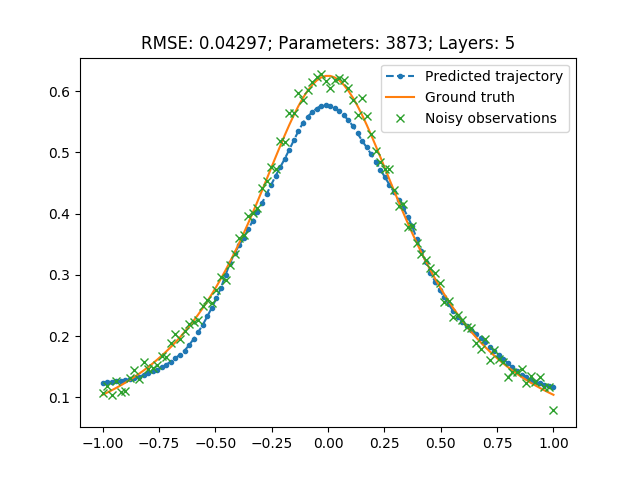 RMSE: 0.04297; Parameters: 3873; Layers: 5
Predicted trajectory
Ground truth
Noisy observations
0.6
0.5
0.4
0.3
0.2
0.1
−1.00 −0.75 −0.50 −0.25 0.00 0.25 0.50 0.75 1.00